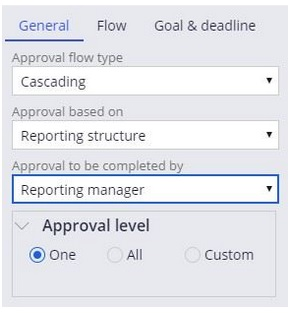 General Flow Goal & deadline
Approval flow type
Cascading
Approval based on
Reporting structure
Approval to be completed by
Reporting manager
Approval level
One All Custom